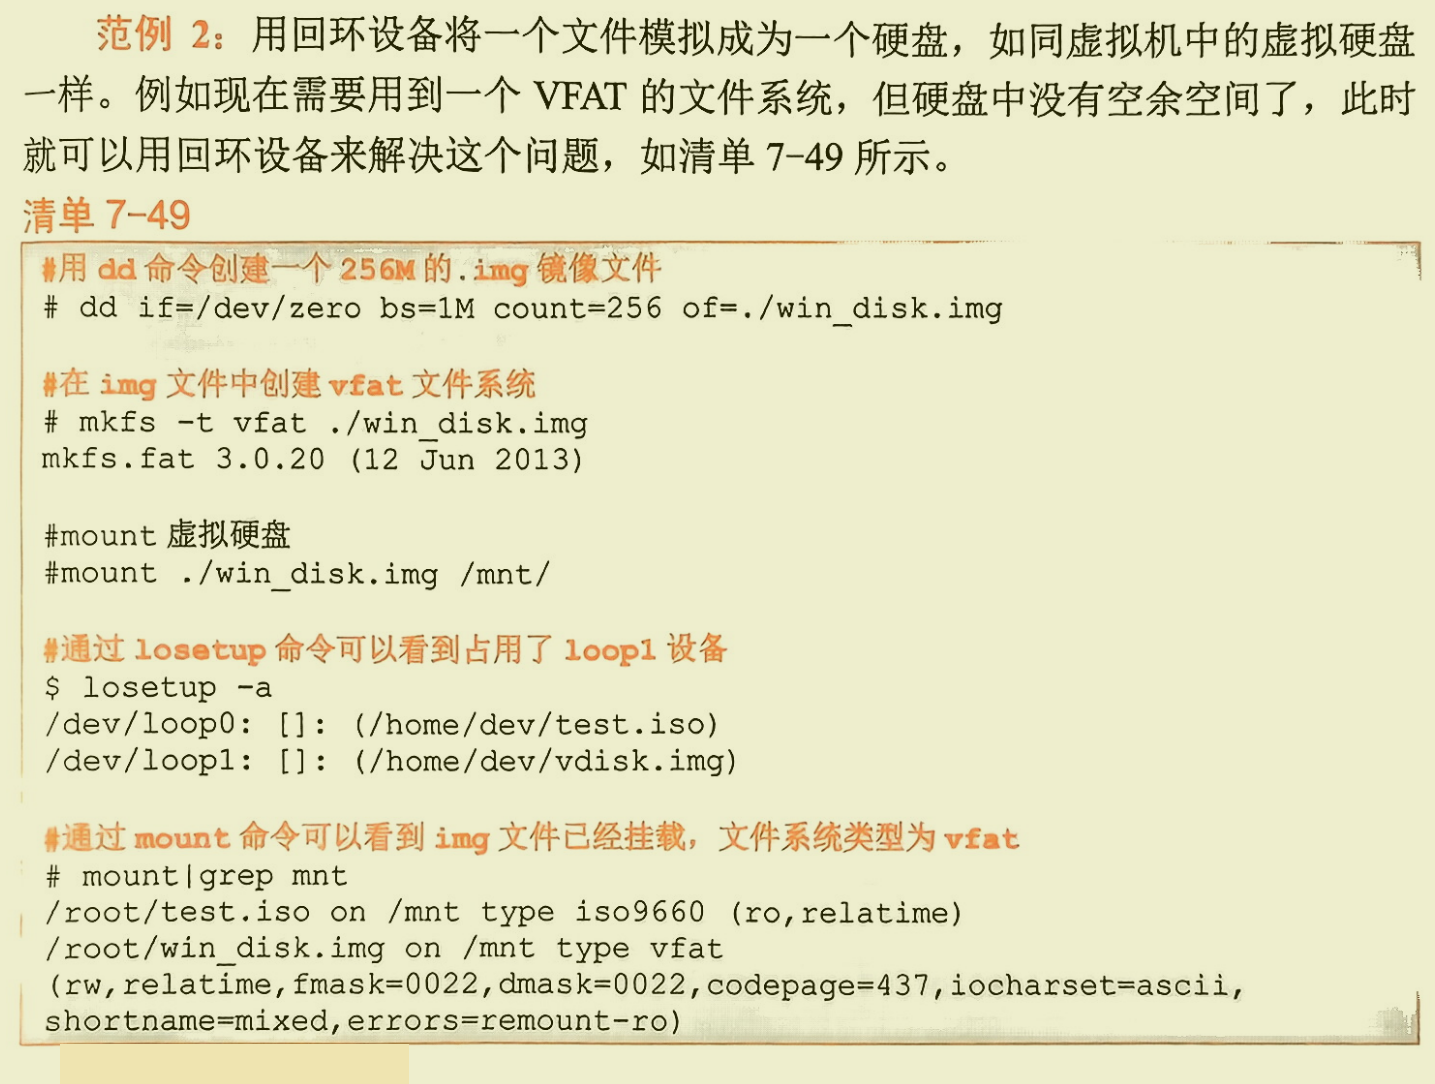 范例 2：用回环设备将一个文件模拟成为一个硬盘，如同虚拟机中的虚拟硬盘
一样。例如现在需要用到一个 VFAT 的文件系统，但硬盘中没有空余空间了，此时
就可以用回环设备来解决这个问题，如清单 7-49 所示。
清单 7-49
#用 dd 命令创建一个 256M 的.img 镜像文件
# dd if=/dev/zero bs=1M count=256 of=./win_disk.img
#在 img 文件中创建 vfat 文件系统
# mkfs -t vfat ./win_disk.img
mkfs.fat 3.0.20 (12 Jun 2013)
#mount 虚拟硬盘
#mount ./win_disk.img /mnt/
#通过 losetup 命令可以看到占用了 loop1 设备
$ losetup -a
/dev/loop0: []: (/home/dev/test.iso)
/dev/loop1: []: (/home/dev/vdisk.img)
#通过 mount 命令可以看到 img 文件已经挂载，文件系统类型为 vfat
# mount|grep mnt
/root/test.iso on /mnt type iso9660 (ro,relatime)
/root/win_disk.img on /mnt type vfat
(rw,relatime,fmask=0022,dmask=0022,codepage=437,iocharset=ascii,
shortname=mixed,errors=remount-ro)